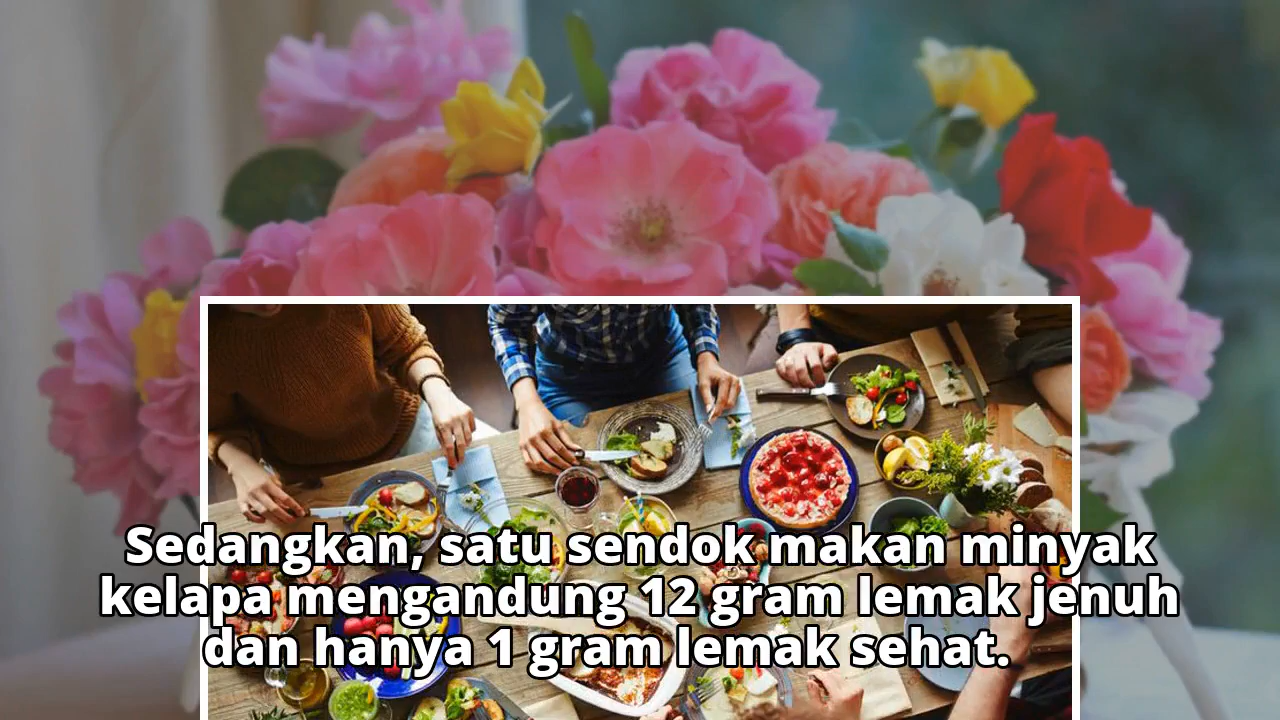 Sedangkan, satu sendok makan minyak
kelapa mengandung 12 gram lemak jenuh
dan hanya 1 gram lemak sehat.